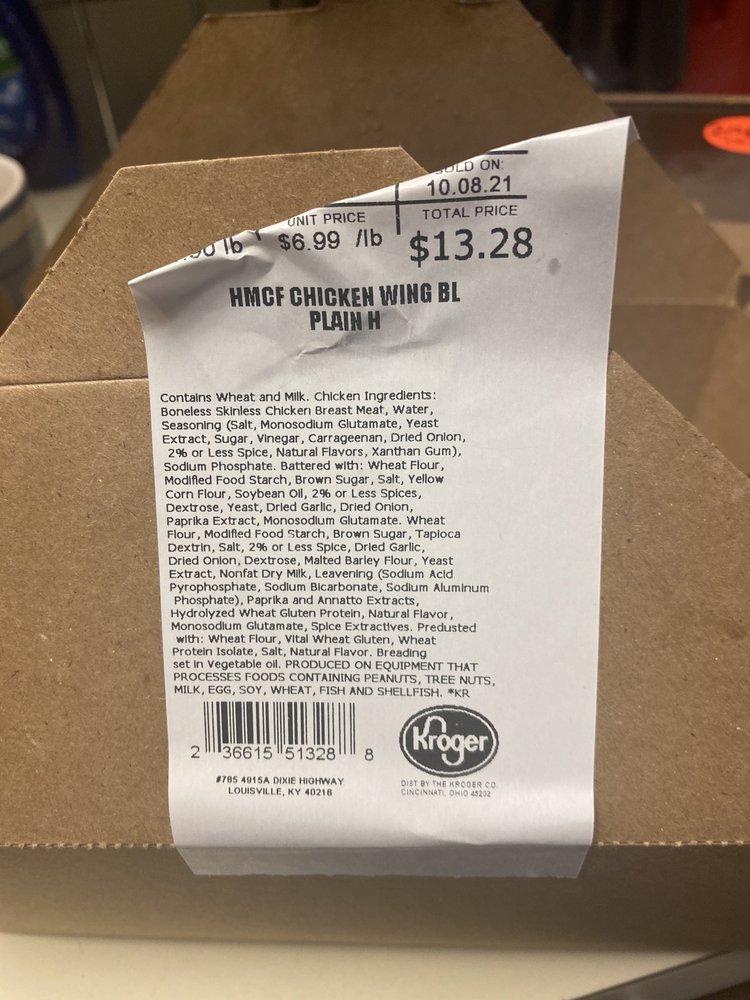 SOLD ON:
10.08.21
UNIT PRICE
TOTAL PRICE
lb
$6.99 /lb
$13.28
HMCF CHICKEN WING BL
PLAIN H
Contains Wheat and Milk. Chicken Ingredients:
Boneless Skinless Chicken Breast Meat, Water,
Seasoning (Salt, Monosodium Glutamate, Yeast
Extract, Sugar, Vinegar, Carrageenan, Dried Onion,
2% or Less Spice, Natural Flavors, Xanthan Gum),
Sodium Phosphate. Battered with: Wheat Flour,
Modified Food Starch, Brown Sugar, Salt, Yellow
Corn Flour, Soybean Oil, 2% or Less Spices,
Dextrose, Yeast, Dried Garlic, Dried Onion,
Paprika Extract, Monosodium Glutamate. Wheat
Flour, Modified Food Starch, Brown Sugar, Tapioca
Dextrin, Salt, 2% or Less Spice, Dried Garlic,
Dried Onion, Dextrose, Malted Barley Flour, Yeast
Extract, Nonfat Dry Milk, Leavening (Sodium Acid
Pyrophosphate, Sodium Bicarbonate, Sodium Aluminum
Phosphate), Paprika and Annatto Extracts,
Hydrolyzed Wheat Gluten Protein, Natural Flavor,
Monosodium Glutamate, Spice Extractives. Predusted
with: Wheat Flour, Vital Wheat Gluten, Wheat
Protein Isolate, Salt, Natural Flavor. Breading
set in Vegetable oil. PRODUCED ON EQUIPMENT THAT
PROCESSES FOODS CONTAINING PEANUTS, TREE NUTS,
MILK, EGG, SOY, WHEAT, FISH AND SHELLFISH. *KR
2 36615 51328 8
Kroger
#785 4915A DIXIE HIGHWAY
LOUISVILLE, KY 40216
DIST BY THE KROGER CO.
CINCINNATI, OHIO 45202